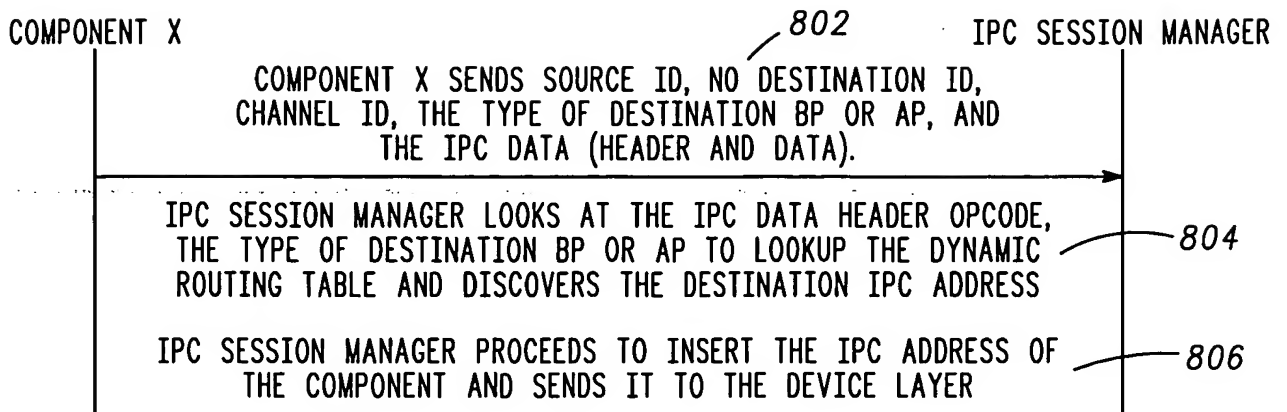 802
COMPONENT X
IPC SESSION MANAGER
COMPONENT X SENDS SOURCE ID, NO DESTINATION ID,
CHANNEL ID, THE TYPE OF DESTINATION BP OR AP, AND
THE IPC DATA (HEADER AND DATA).
IPC SESSION MANAGER LOOKS AT THE IPC DATA HEADER OPCODE,
THE TYPE OF DESTINATION BP OR AP TO LOOKUP THE DYNAMIC
804
ROUTING TABLE AND DISCOVERS THE DESTINATION IPC ADDRESS
IPC SESSION MANAGER PROCEEDS TO INSERT THE IPC ADDRESS OF
806
THE COMPONENT AND SENDS IT TO THE DEVICE LAYER